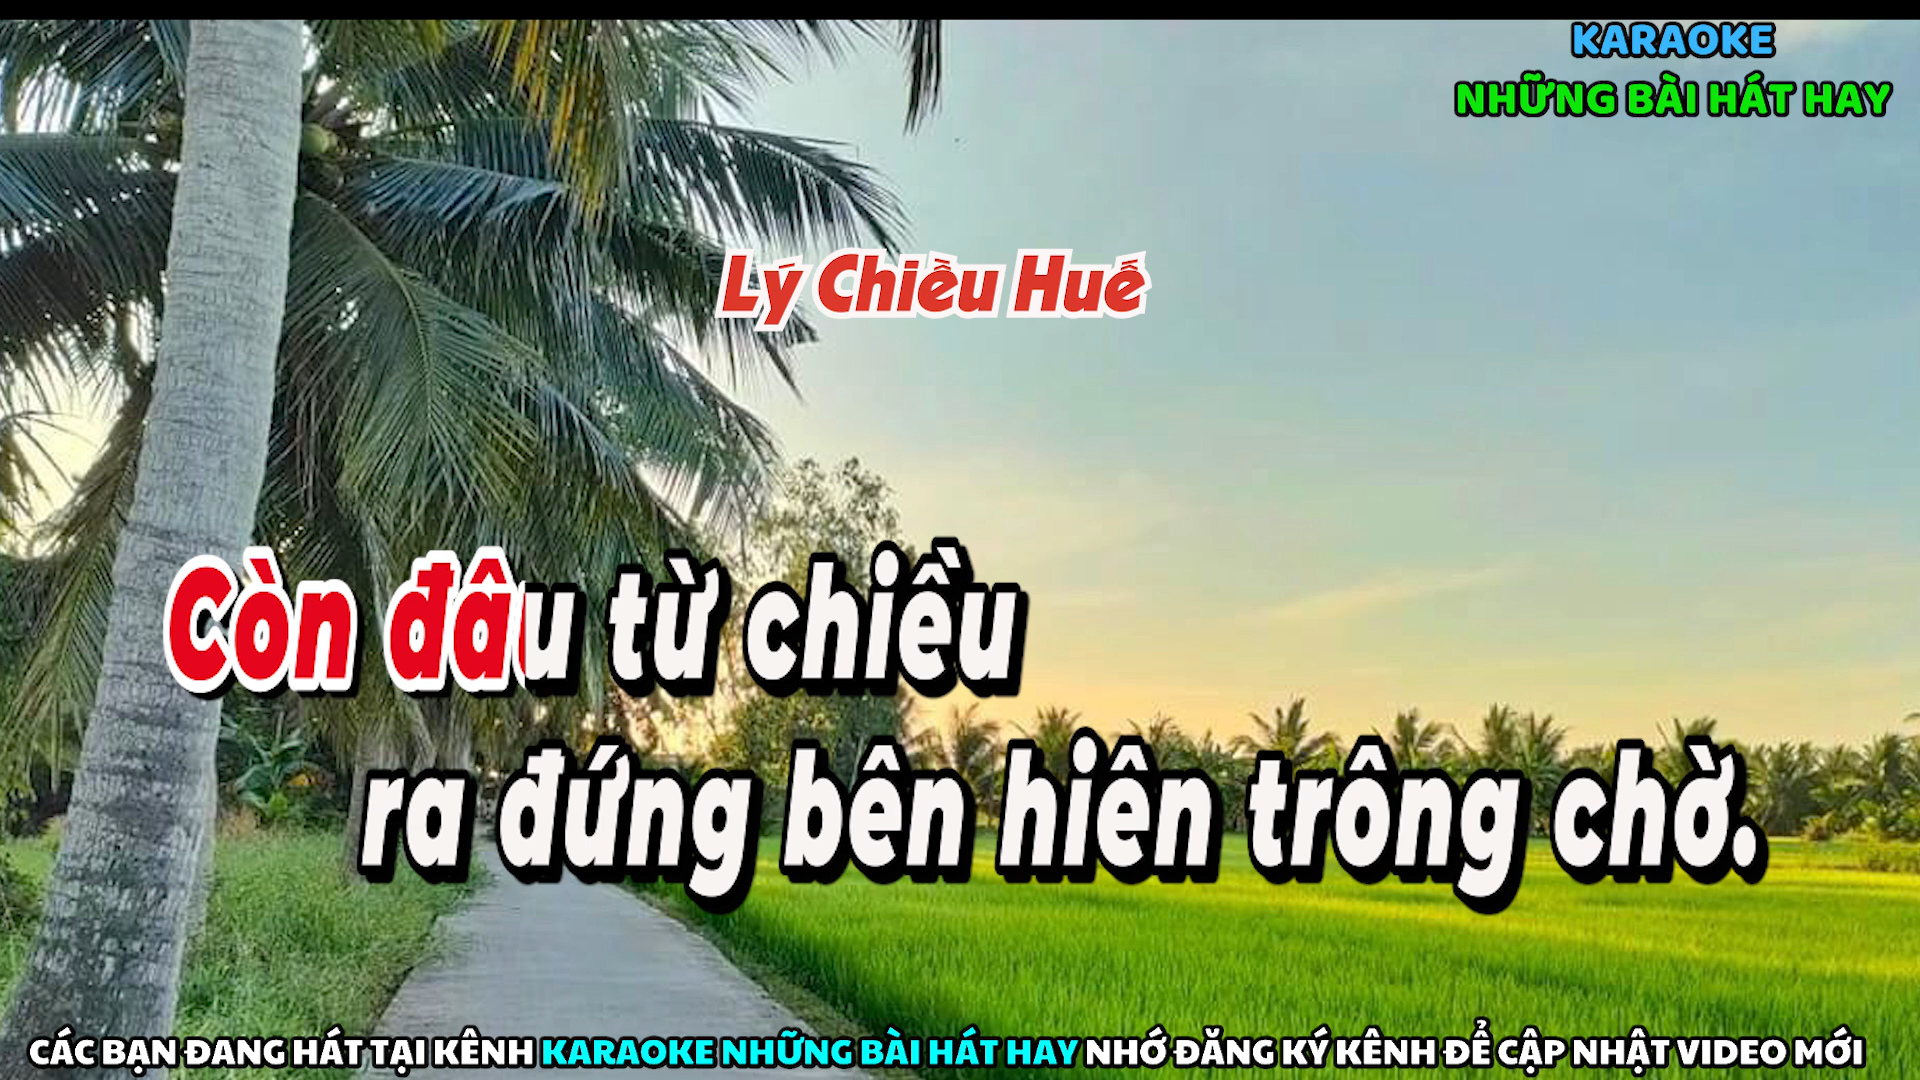 KARAOKE
NHỮNG BÀI HÁT HAY
Lý Chiều Huế
Còn đâu từ chiều
ra đứng bên hiên trông chờ.
CÁC BẠN ĐANG HÁT TẠI KÊNH KARAOKE NHỮNG BÀI HÁT HAY NHỚ ĐĂNG KÝ KÊNH ĐỂ CẬP NHẬT VIDEO MỚI